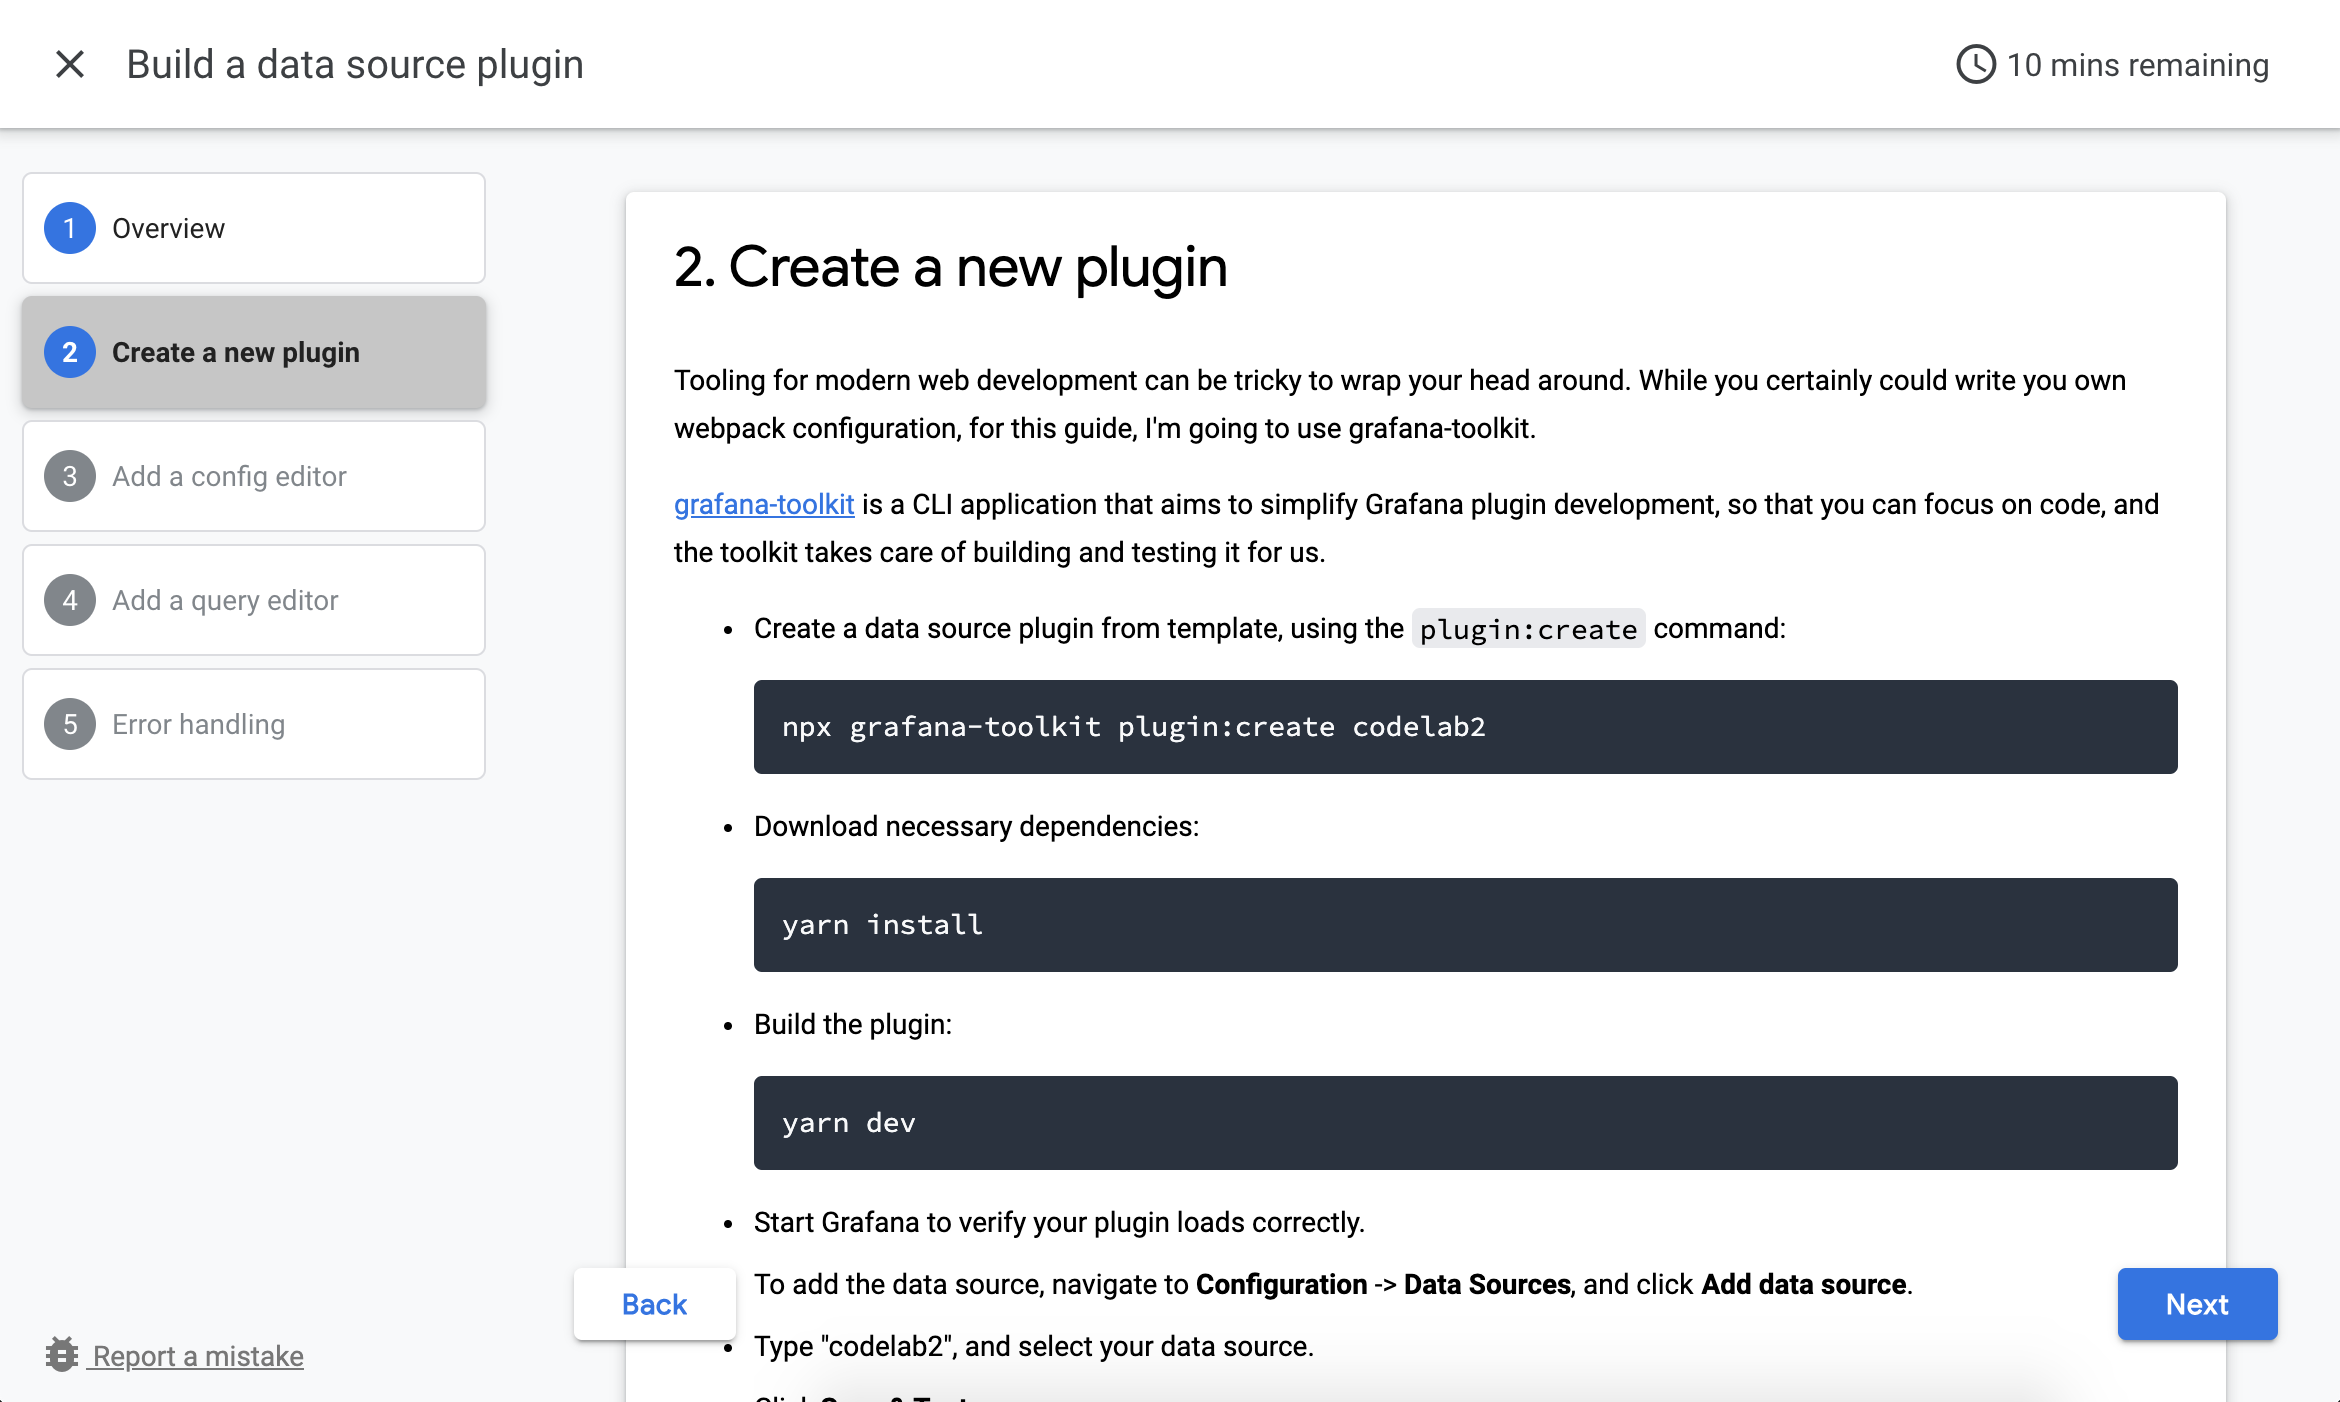 Build a data source plugin
10 mins remaining
1 Overview
2 Create a new plugin
3 Add a config editor
4 Add a query editor
5 Error handling
Report a mistake
2. Create a new plugin
Tooling for modern web development can be tricky to wrap your head around. While you certainly could write you own
webpack configuration, for this guide, I'm going to use grafana-toolkit.
grafana-toolkit is a CLI application that aims to simplify Grafana plugin development, so that you can focus on code, and
the toolkit takes care of building and testing it for us.
• Create a data source plugin from template, using the plugin:create command:
npx grafana-toolkit plugin:create codelab2
• Download necessary dependencies:
yarn install
• Build the plugin:
yarn dev
• Start Grafana to verify your plugin loads correctly.
To add the data source, navigate to Configuration -> Data Sources, and click Add data source.
• Type "codelab2", and select your data source.
Back
Next